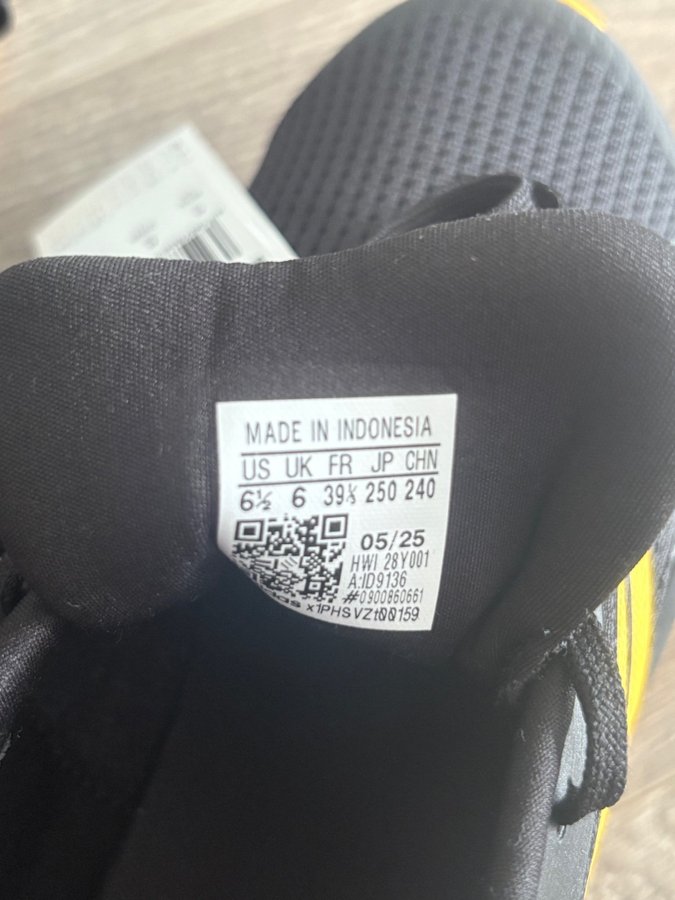 MADE IN INDONESIA
US UK FR JP CHN
6½ 6 39⅓ 250 240
05/25
HWI 28Y001
A:ID9136
#0900860661
x1PHSVZt00159